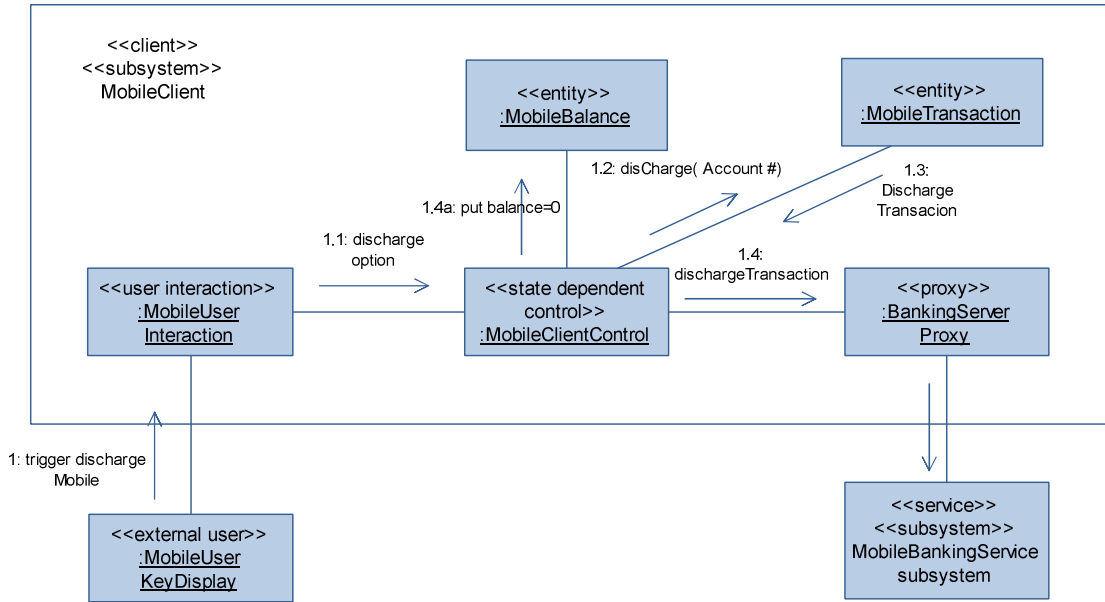 <<client>>
<<subsystem>>
MobileClient
<<entity>>
:MobileBalance
<<entity>>
:MobileTransaction
1.2: disCharge( Account #)
1.3:
Discharge
Transacion
1.4a: put balance=0
1.1: discharge
option
1.4:
dischargeTransaction
<<user interaction>>
:MobileUser
Interaction
<<state dependent
control>>
:MobileClientControl
<<proxy>>
:BankingServer
Proxy
1: trigger discharge
Mobile
<<external user>>
:MobileUser
KeyDisplay
<<service>>
<<subsystem>>
MobileBankingService
subsystem